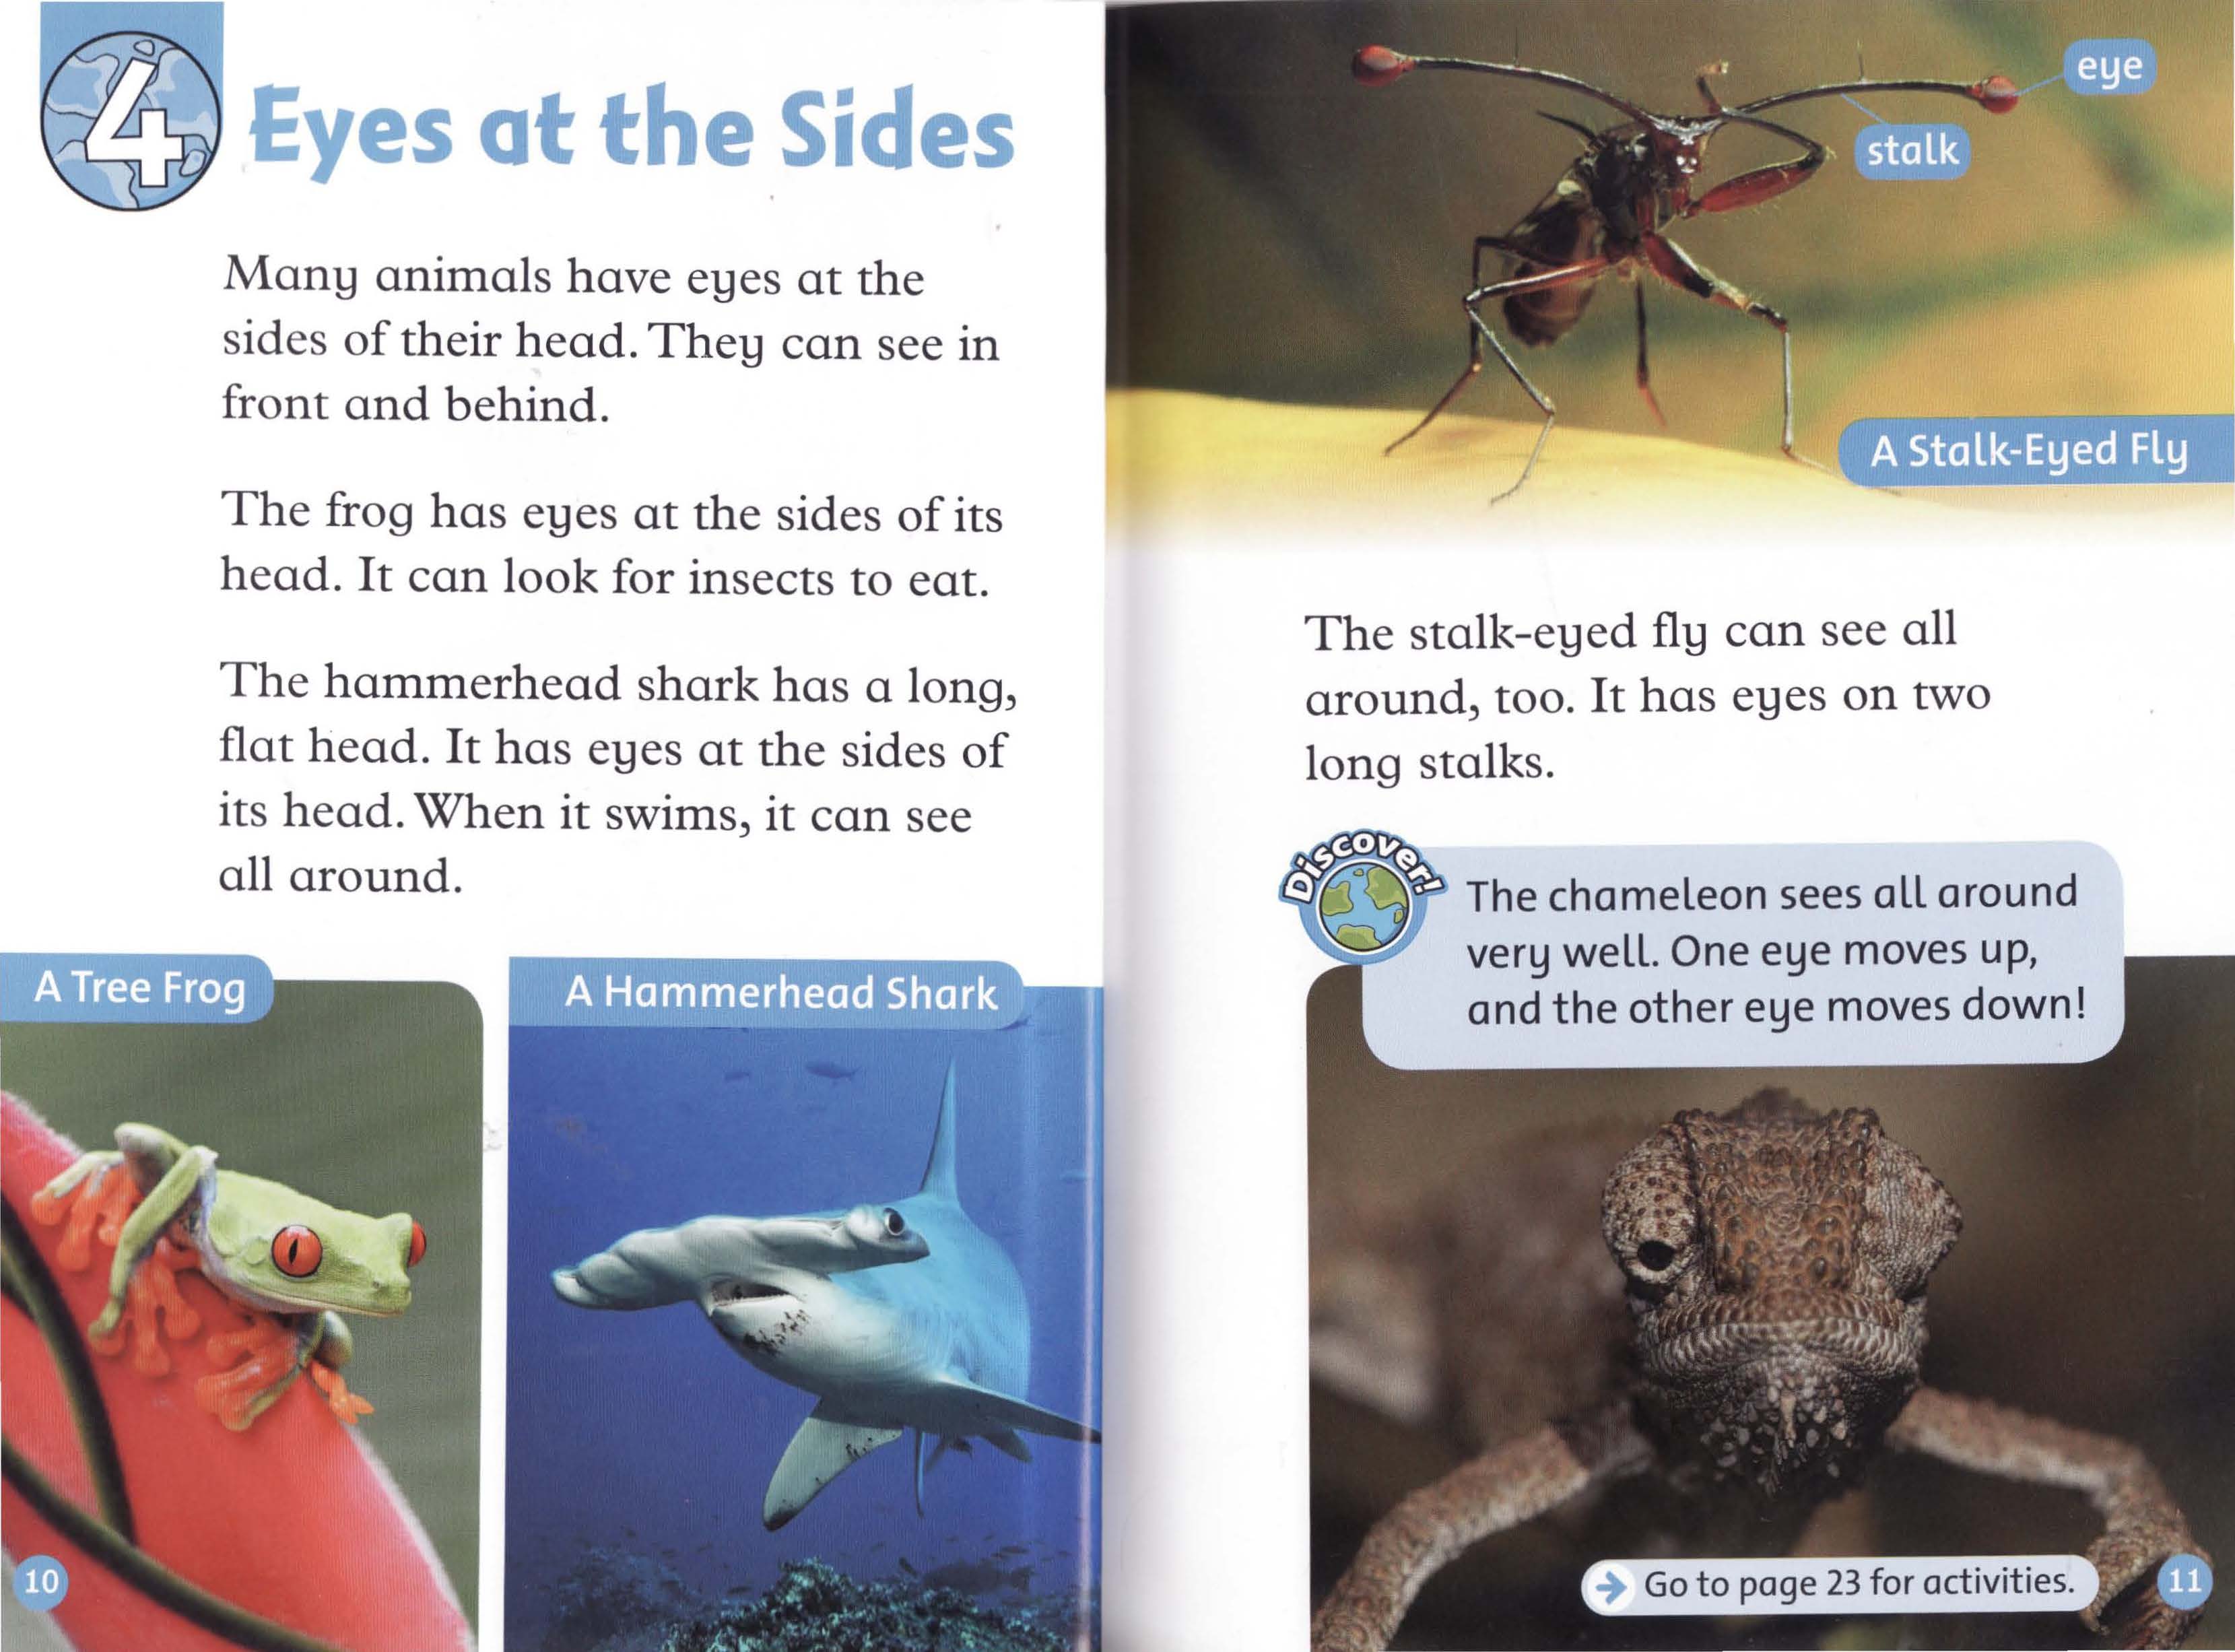 4
Eyes at the Sides
Many animals have eyes at the
sides of their head. They can see in
front and behind.
The frog has eyes at the sides of its
head. It can look for insects to eat.
The hammerhead shark has a long,
flat head. It has eyes at the sides of
its head. When it swims, it can see
all around.
A Tree Frog
A Hammerhead Shark
10
eye
stalk
A Stalk-Eyed Fly
The stalk-eyed fly can see all
around, too. It has eyes on two
long stalks.
Discover!
The chameleon sees all around
very well. One eye moves up,
and the other eye moves down!
Go to page 23 for activities.
11